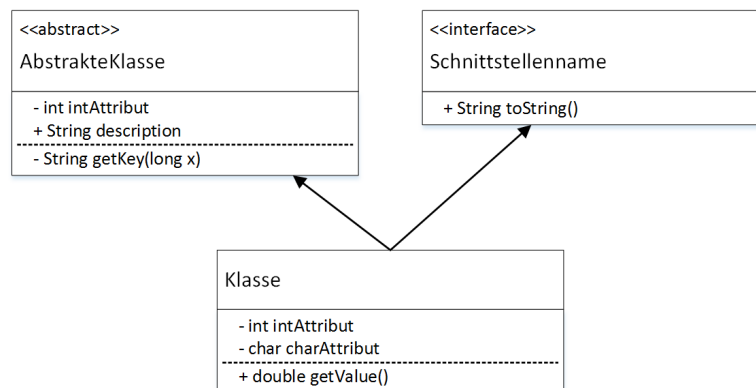 <<abstract>>
AbstrakteKlasse
- int intAttribut
+ String description
- String getKey(long x)
<<interface>>
Schnittstellenname
+ String toString()
Klasse
- int intAttribut
- char charAttribut
+ double getValue()